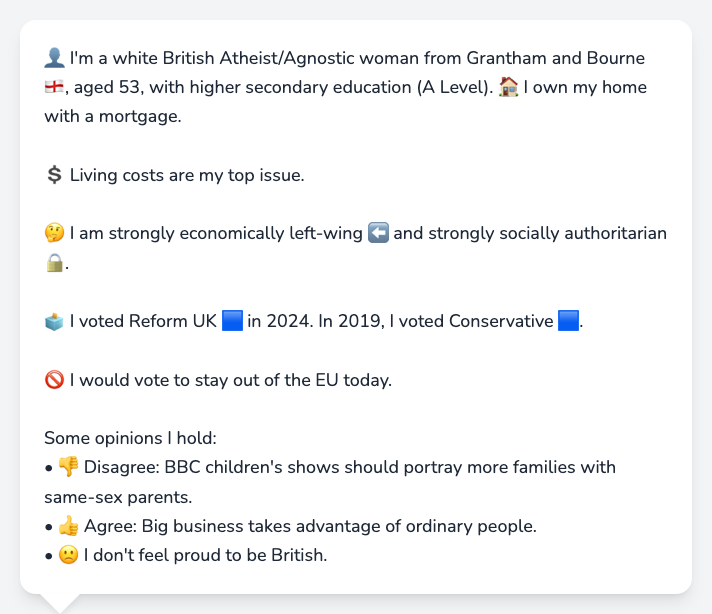 👤 I'm a white British Atheist/Agnostic woman from Grantham and Bourne
🏴󠁧󠁢󠁥󠁮󠁧󠁿, aged 53, with higher secondary education (A Level). 🏠 I own my home
with a mortgage.
💲 Living costs are my top issue.
🤔 I am strongly economically left-wing ⬅️ and strongly socially authoritarian
🔒.
🗳️ I voted Reform UK 🟦 in 2024. In 2019, I voted Conservative 🟦.
🚫 I would vote to stay out of the EU today.
Some opinions I hold:
• 👎 Disagree: BBC children's shows should portray more families with
same-sex parents.
• 👍 Agree: Big business takes advantage of ordinary people.
• 🙁 I don't feel proud to be British.